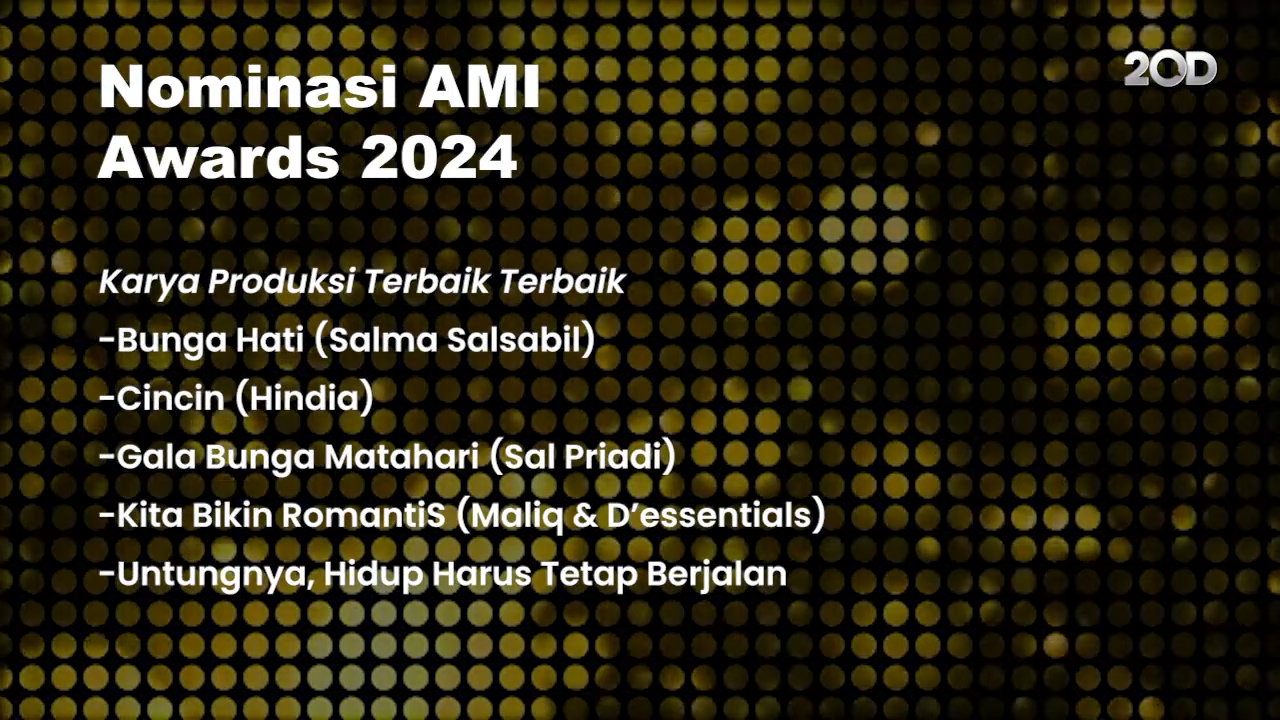 Nominasi AMI
Awards 2024
20D
Karya Produksi Terbaik Terbaik
-Bunga Hati (Salma Salsabil)
-Cincin (Hindia)
-Gala Bunga Matahari (Sal Priadi)
-Kita Bikin RomantiS (Maliq & D’essentials)
-Untungnya, Hidup Harus Tetap Berjalan